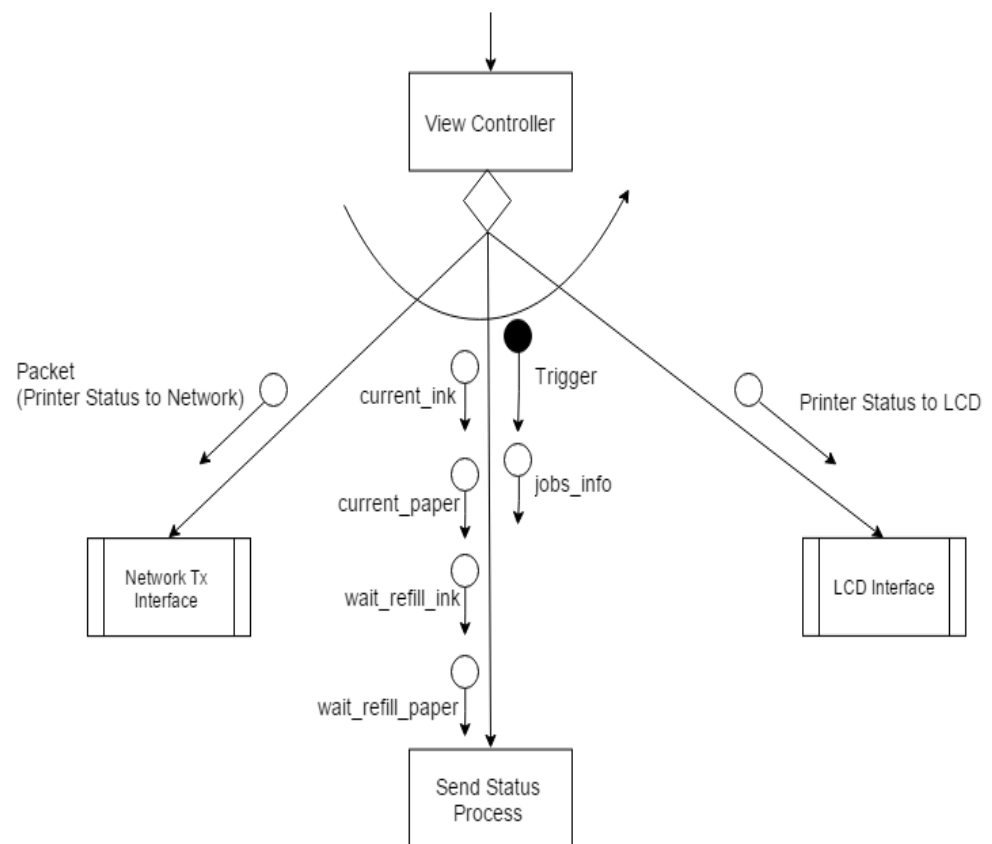 View Controller
Packet
(Printer Status to Network)
current_ink
Trigger
Printer Status to LCD
current_paper
jobs_info
Network Tx
Interface
wait_refill_ink
LCD Interface
wait_refill_paper
Send Status
Process